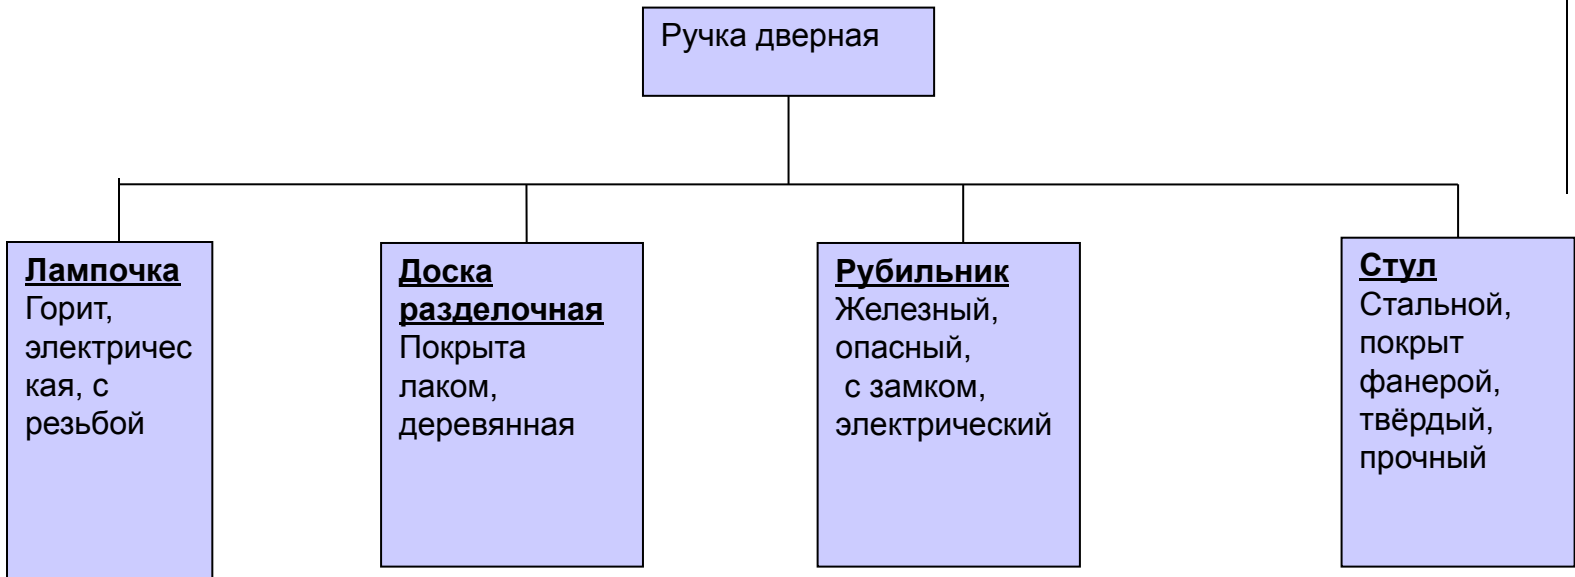 Ручка дверная
Лампочка
Горит,
электричес
кая, с
резьбой
Доска
разделочная
Покрыта
лаком,
деревянная
Рубильник
Железный,
опасный,
с замком,
электрический
Стул
Стальной,
покрыт
фанерой,
твёрдый,
прочный